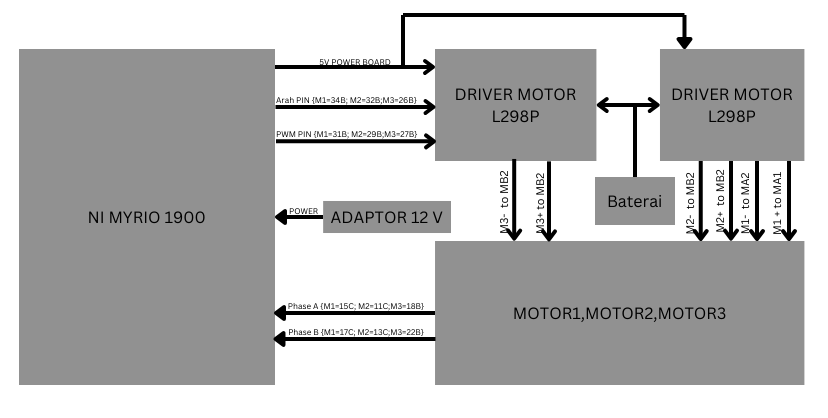 5V POWER BOARD
Arah PIN {M1=34B; M2=32B;M3=26B}
PWM PIN {M1=31B; M2=29B;M3=27B}
DRIVER MOTOR
L298P
DRIVER MOTOR
L298P
Baterai
NI MYRIO 1900
POWER
ADAPTOR 12 V
M3- to MB2
M3+ to MB2
M2- to MB2
M2+ to MB2
M1- to MA2
M1 + to MA1
Phase A {M1=15C; M2=11C;M3=18B}
Phase B {M1=17C; M2=13C;M3=22B}
MOTOR1,MOTOR2,MOTOR3